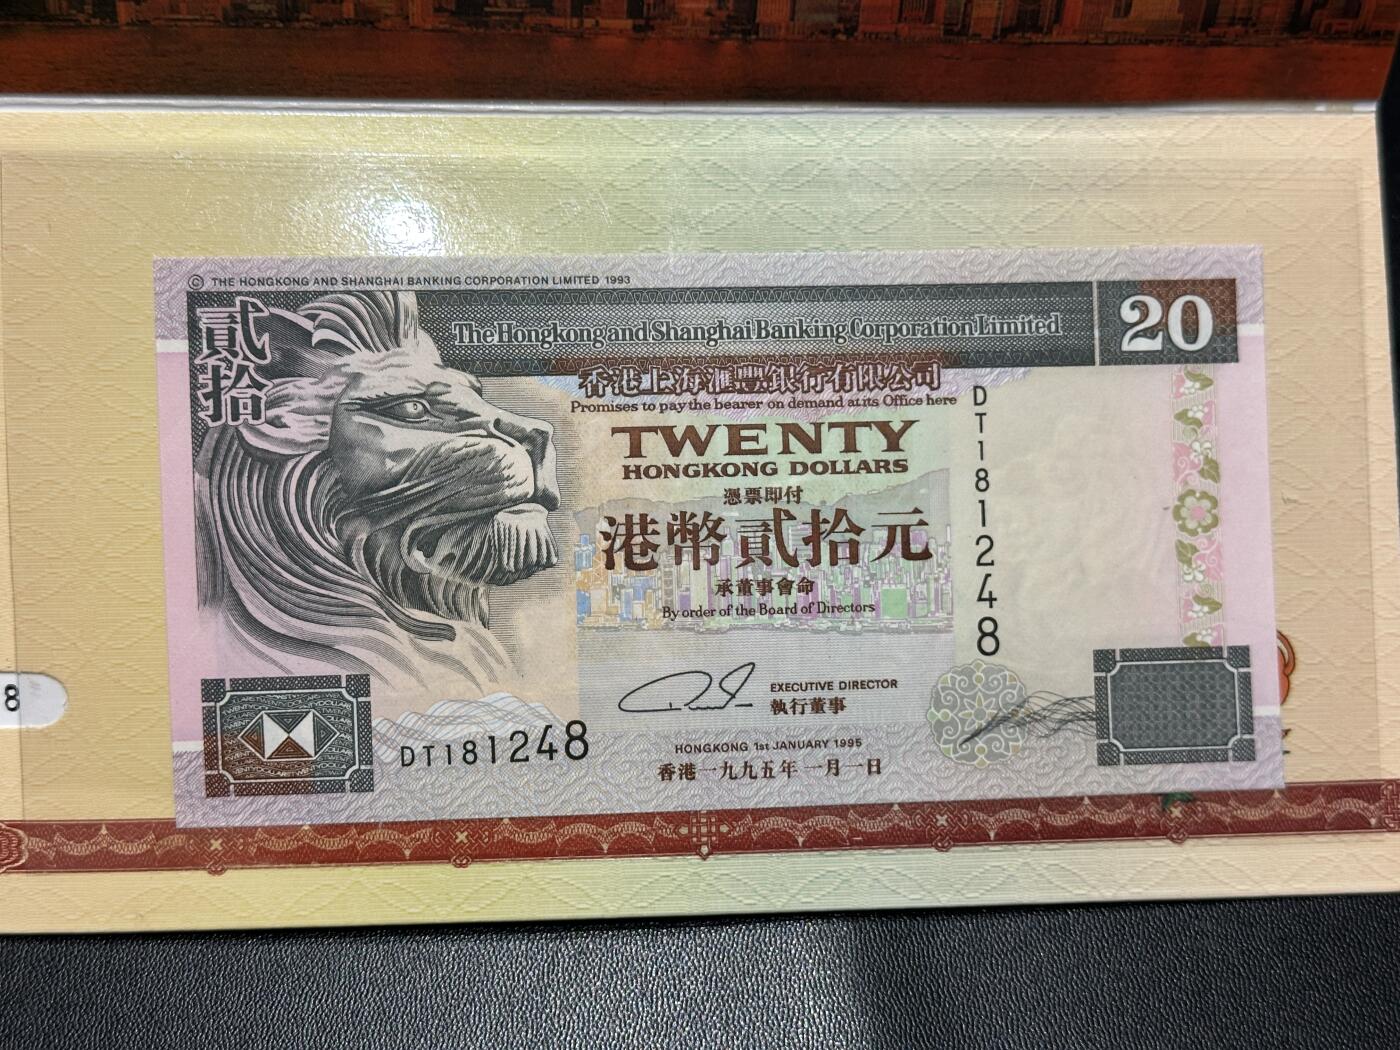 © THE HONGKONG AND SHANGHAI BANKING CORPORATION LIMITED 1993
貳拾
The Hongkong and Shanghai Banking Corporation Limited
20
香港上海滙豐銀行有限公司
Promises to pay the bearer on demand at its Office here
TWENTY
HONGKONG DOLLARS
憑票即付
港幣貳拾元
承董事會命
By order of the Board of Directors
DT181248
EXECUTIVE DIRECTOR
執行董事
DT181248
HONGKONG 1st JANUARY 1995
香港一九九五年一月一日
8